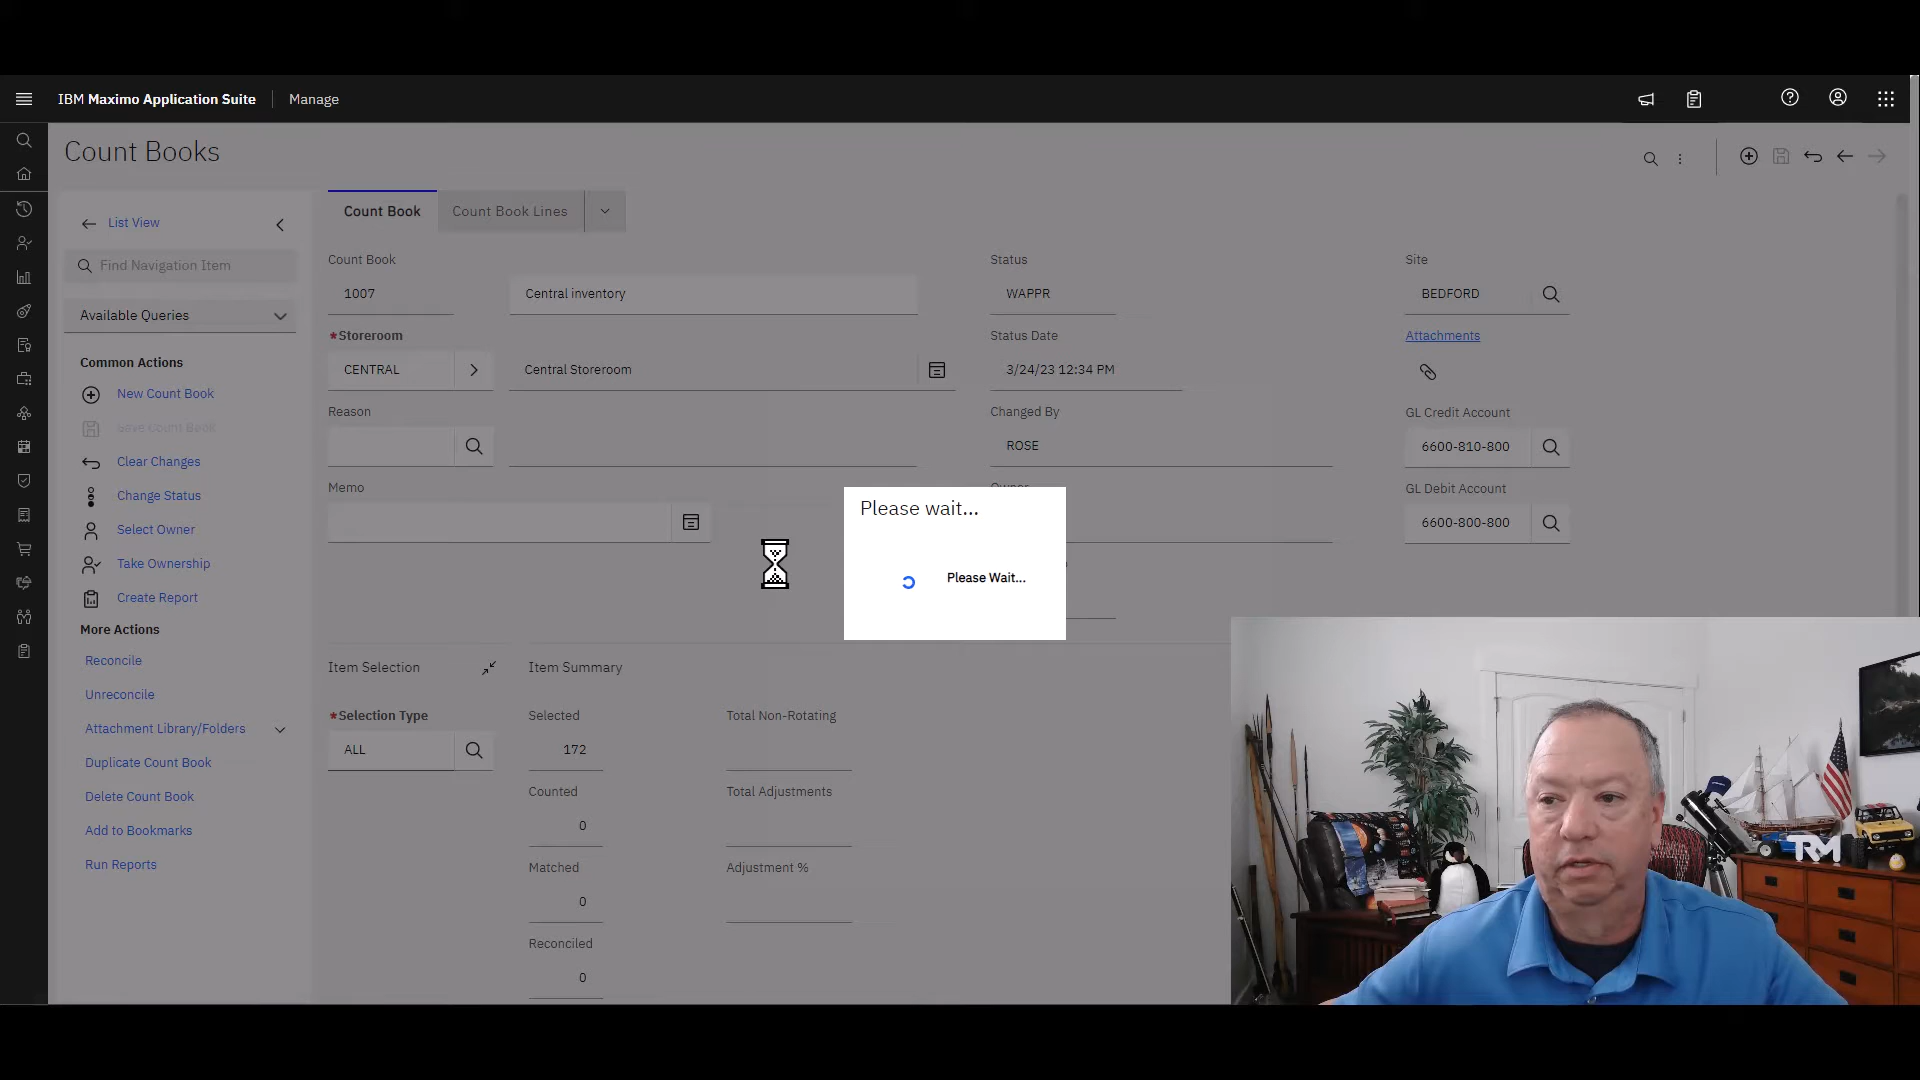 IBM Maximo Application Suite
Manage
Count Books
List View
Find Navigation Item
Available Queries
Common Actions
New Count Book
Save Count Book
Clear Changes
Change Status
Select Owner
Take Ownership
Create Report
More Actions
Reconcile
Unreconcile
Attachment Library/Folders
Duplicate Count Book
Delete Count Book
Add to Bookmarks
Run Reports
Count Book
Count Book Lines
Count Book
1007
Central inventory
*Storeroom
CENTRAL
Central Storeroom
Reason
Memo
Status
WAPPR
Status Date
3/24/23 12:34 PM
Changed By
ROSE
Site
BEDFORD
Attachments
GL Credit Account
6600-810-800
GL Debit Account
6600-800-800
Please wait...
Please Wait...
Item Selection
*Selection Type
ALL
Item Summary
Selected
172
Counted
0
Matched
0
Reconciled
0
Total Non-Rotating
Total Adjustments
Adjustment %
TRM